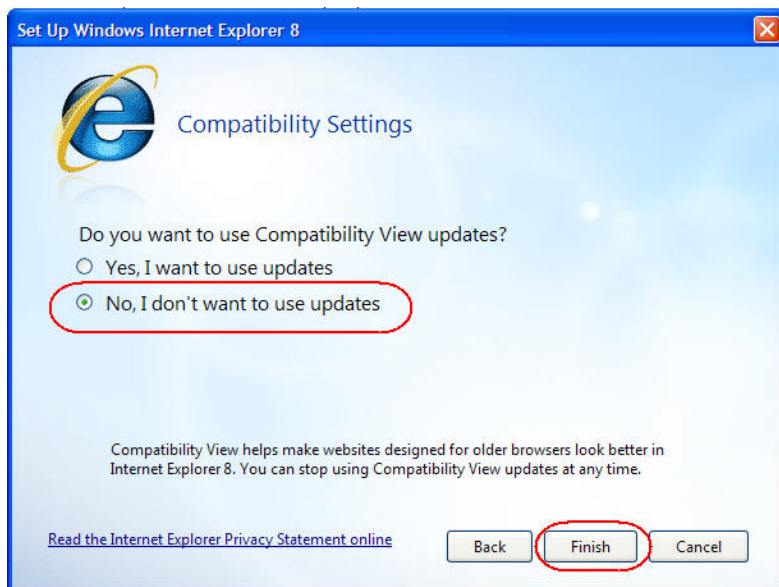 Set Up Windows Internet Explorer 8
Compatibility Settings
Do you want to use Compatibility View updates?
Yes, I want to use updates
No, I don't want to use updates
Compatibility View helps make websites designed for older browsers look better in
Internet Explorer 8. You can stop using Compatibility View updates at any time.
Read the Internet Explorer Privacy Statement online
Back
Finish
Cancel